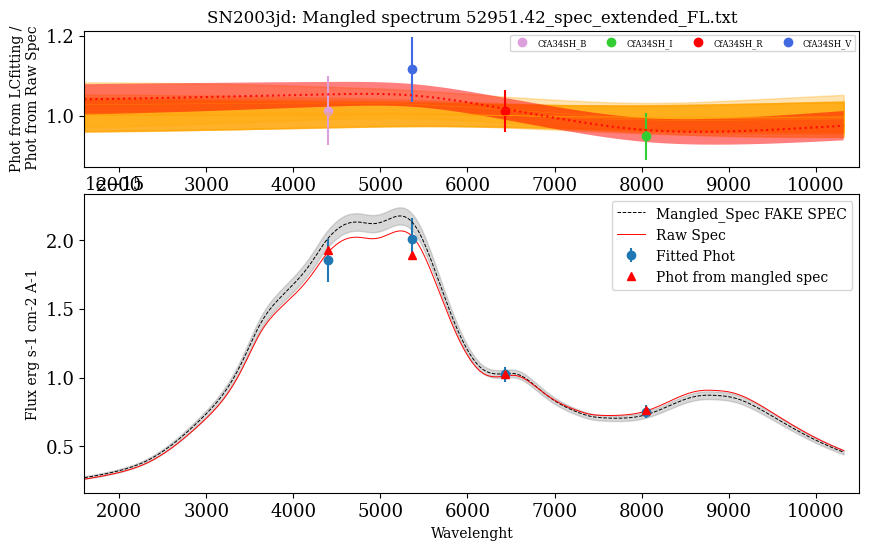 SN2003jd: Mangled spectrum 52951.42_spec_extended_FL.txt
Phot from LCfitting /
Phot from Raw Spec
1.2
1.0
CfA34SH_B CfA34SH_I CfA34SH_R CfA34SH_V
2000 3000 4000 5000 6000 7000 8000 9000 10000
1e−15
Flux erg s-1 cm-2 A-1
2.0
1.5
1.0
0.5
Mangled_Spec FAKE SPEC
Raw Spec
Fitted Phot
Phot from mangled spec
2000 3000 4000 5000 6000 7000 8000 9000 10000
Wavelenght